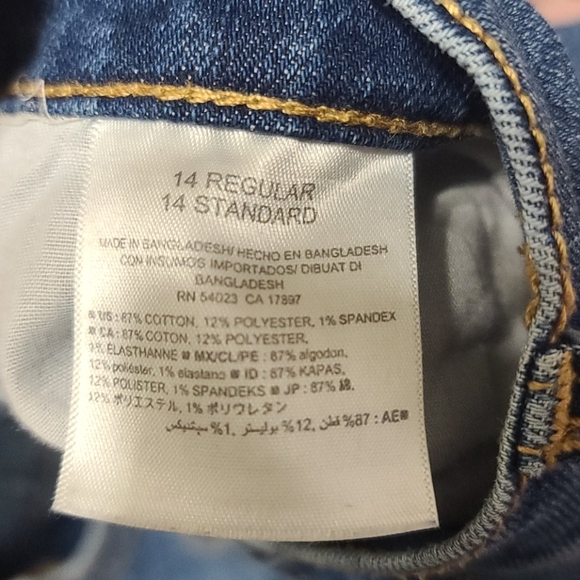 14 REGULAR
14 STANDARD
MADE IN BANGLADESH/ HECHO EN BANGLADESH
CON INSUMOS IMPORTADOS/ DIBUAT DI
BANGLADESH
RN 54023 CA 17897
■ US : 87% COTTON, 12% POLYESTER, 1% SPANDEX
■ CA : 87% COTON, 12% POLYESTER,
1% ÉLASTHANNE ■ MX/CL/PE : 87% algodon,
12% poliéster, 1% elastano ■ ID : 87% KAPAS,
12% POLIESTER, 1% SPANDEKS ■ JP : 87% 綿,
12% ポリエステル, 1% ポリウレタン
■AE : 87% قطن, 12% بوليستر, 1% سبانديكس